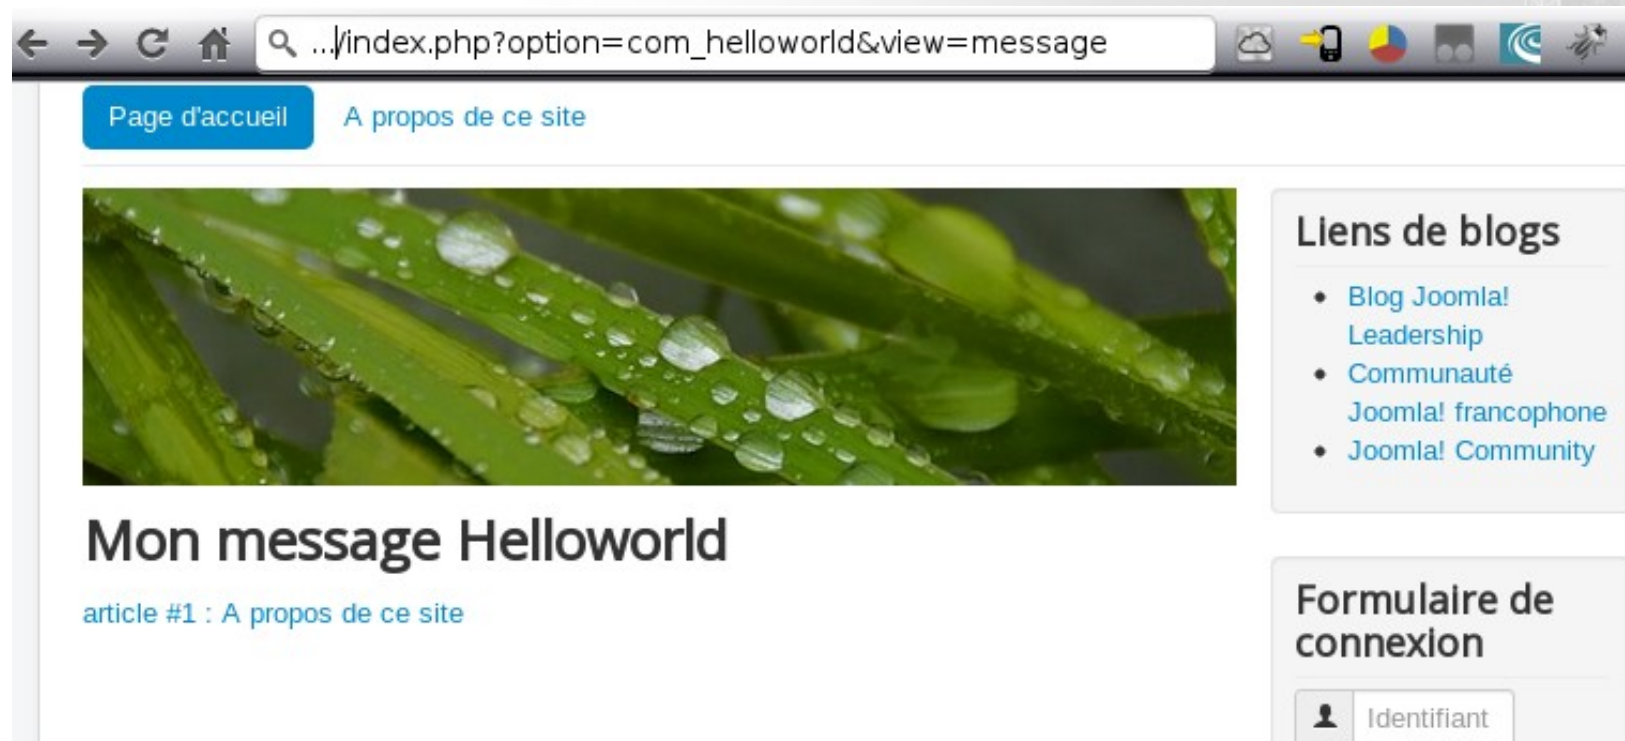 .../index.php?option=com_helloworld&view=message
Page d'accueil
A propos de ce site
Mon message Helloworld
article #1 : A propos de ce site
Liens de blogs
Blog Joomla!
Leadership
Communauté
Joomla! francophone
Joomla! Community
Formulaire de
connexion
Identifiant